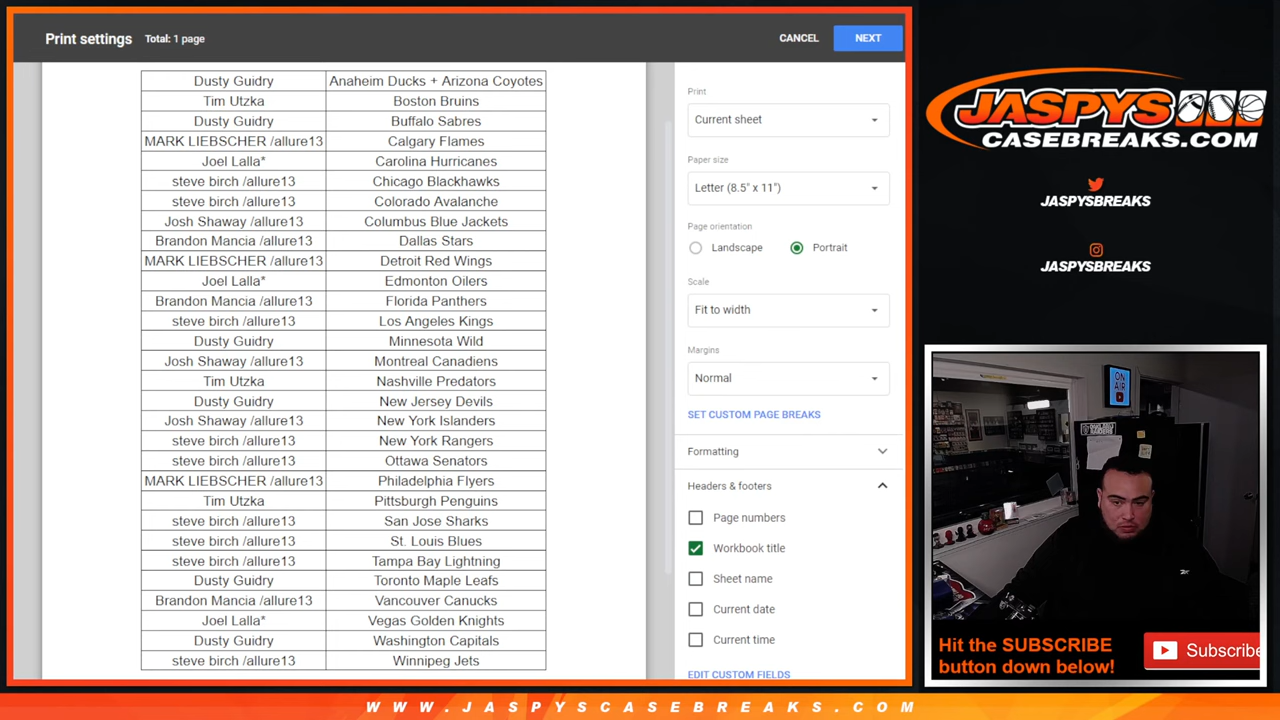 Print settings
Total: 1 page
CANCEL
NEXT
Dusty Guidry Anaheim Ducks + Arizona Coyotes
Tim Utzka Boston Bruins
Dusty Guidry Buffalo Sabres
MARK LIEBSCHER /allure13 Calgary Flames
Joel Lalla* Carolina Hurricanes
steve birch /allure13 Chicago Blackhawks
steve birch /allure13 Colorado Avalanche
Josh Shaway /allure13 Columbus Blue Jackets
Brandon Mancia /allure13 Dallas Stars
MARK LIEBSCHER /allure13 Detroit Red Wings
Joel Lalla* Edmonton Oilers
Brandon Mancia /allure13 Florida Panthers
steve birch /allure13 Los Angeles Kings
Dusty Guidry Minnesota Wild
Josh Shaway /allure13 Montreal Canadiens
Tim Utzka Nashville Predators
Dusty Guidry New Jersey Devils
Josh Shaway /allure13 New York Islanders
steve birch /allure13 New York Rangers
steve birch /allure13 Ottawa Senators
MARK LIEBSCHER /allure13 Philadelphia Flyers
Tim Utzka Pittsburgh Penguins
steve birch /allure13 San Jose Sharks
steve birch /allure13 St. Louis Blues
steve birch /allure13 Tampa Bay Lightning
Dusty Guidry Toronto Maple Leafs
Brandon Mancia /allure13 Vancouver Canucks
Joel Lalla* Vegas Golden Knights
Dusty Guidry Washington Capitals
steve birch /allure13 Winnipeg Jets
Print
Current sheet
Paper size
Letter (8.5" x 11")
Page orientation
Landscape Portrait
Scale
Fit to width
Margins
Normal
SET CUSTOM PAGE BREAKS
Formatting
Headers & footers
Page numbers
Workbook title
Sheet name
Current date
Current time
EDIT CUSTOM FIELDS
JASPYS
CASEBREAKS.COM
JASPYSBREAKS
JASPYSBREAKS
ON
AIR
Hit the SUBSCRIBE
button down below!
Subscribe
WWW.JASPYSCASEBREAKS.COM